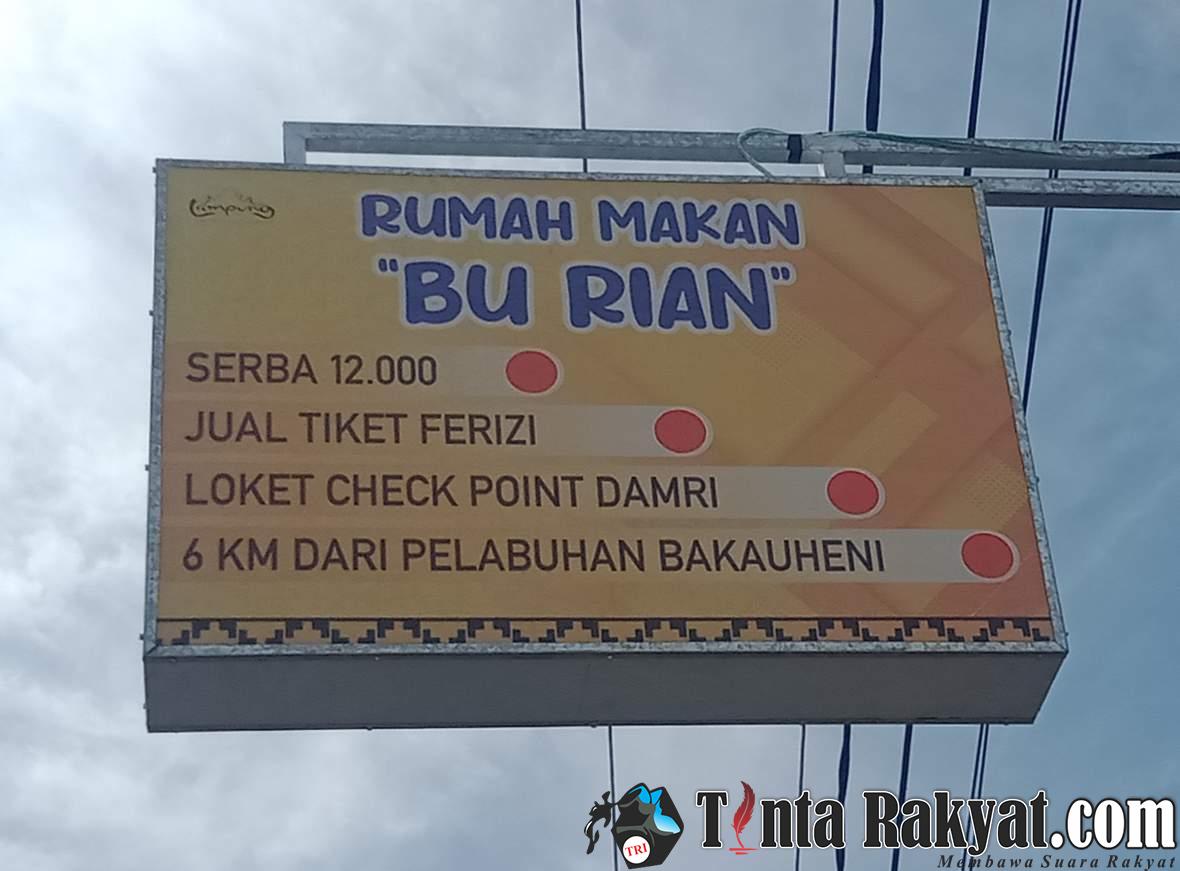 Lampung
RUMAH MAKAN
"BU RIAN"
SERBA 12.000
JUAL TIKET FERIZI
LOKET CHECK POINT DAMRI
6 KM DARI PELABUHAN BAKAUHENI
TRI
Tinta Rakyat.com
Membawa Suara Rakyat